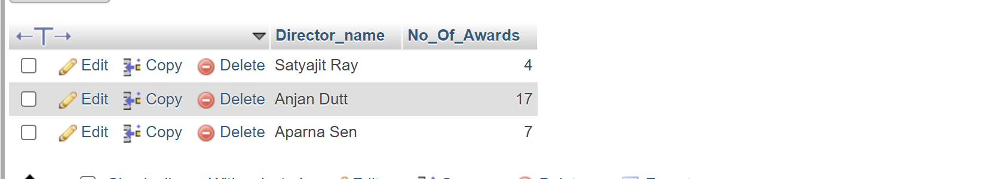 Director_name No_Of_Awards
Edit Copy Delete Satyajit Ray 4
Edit Copy Delete Anjan Dutt 17
Edit Copy Delete Aparna Sen 7